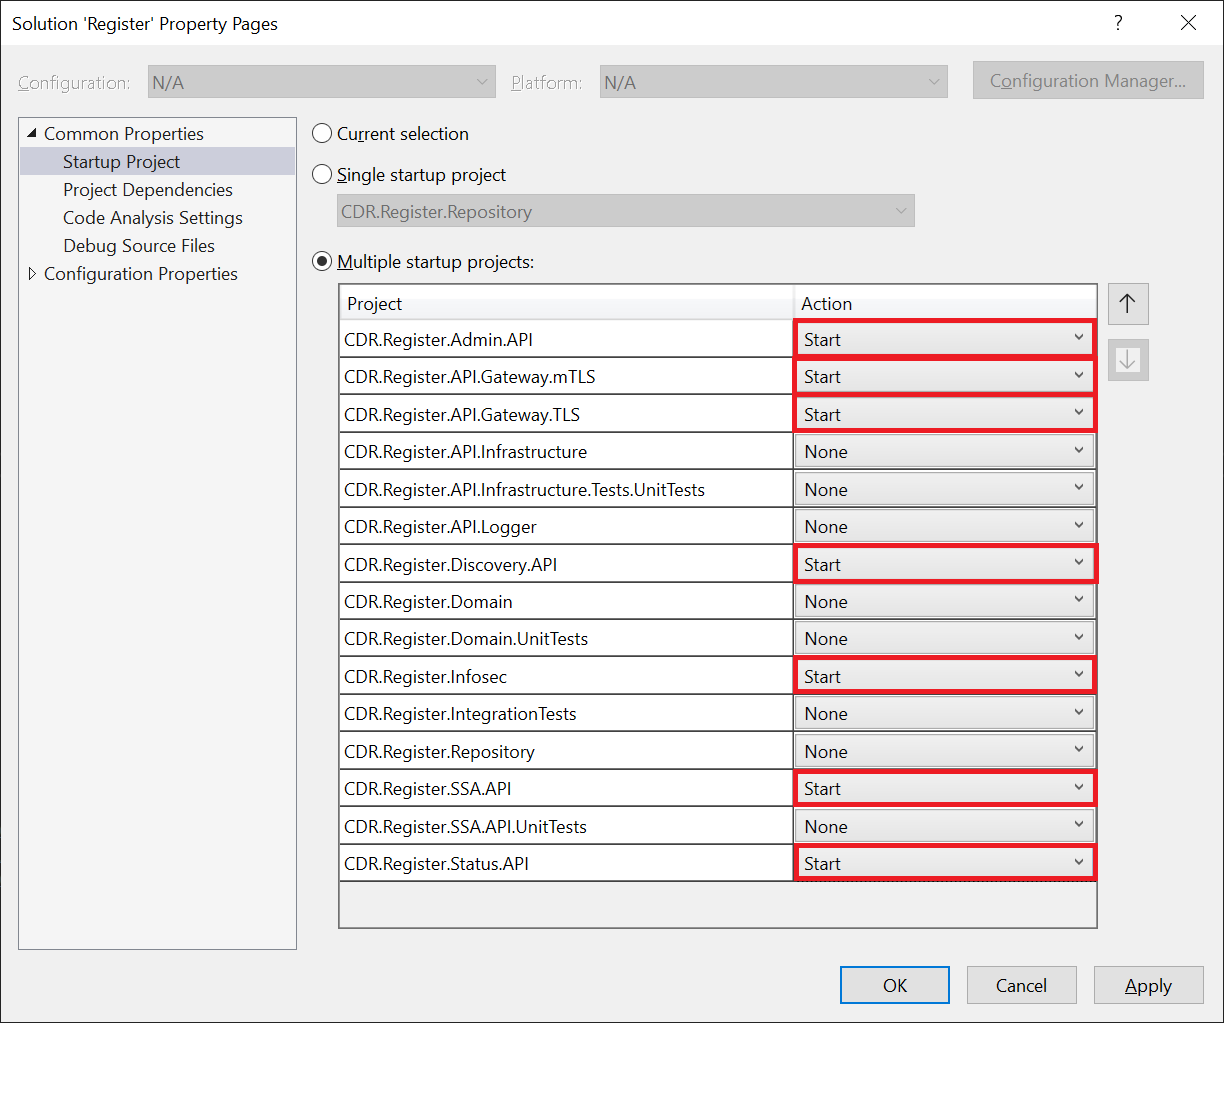 Solution 'Register' Property Pages ?
Configuration: N/A Platform: N/A Configuration Manager...
Common Properties
Startup Project
Project Dependencies
Code Analysis Settings
Debug Source Files
Configuration Properties
Current selection
Single startup project
CDR.Register.Repository
Multiple startup projects:
Project Action
CDR.Register.Admin.API Start
CDR.Register.API.Gateway.mTLS Start
CDR.Register.API.Gateway.TLS Start
CDR.Register.API.Infrastructure None
CDR.Register.API.Infrastructure.Tests.UnitTests None
CDR.Register.API.Logger None
CDR.Register.Discovery.API Start
CDR.Register.Domain None
CDR.Register.Domain.UnitTests None
CDR.Register.Infosec Start
CDR.Register.IntegrationTests None
CDR.Register.Repository None
CDR.Register.SSA.API Start
CDR.Register.SSA.API.UnitTests None
CDR.Register.Status.API Start
OK Cancel Apply